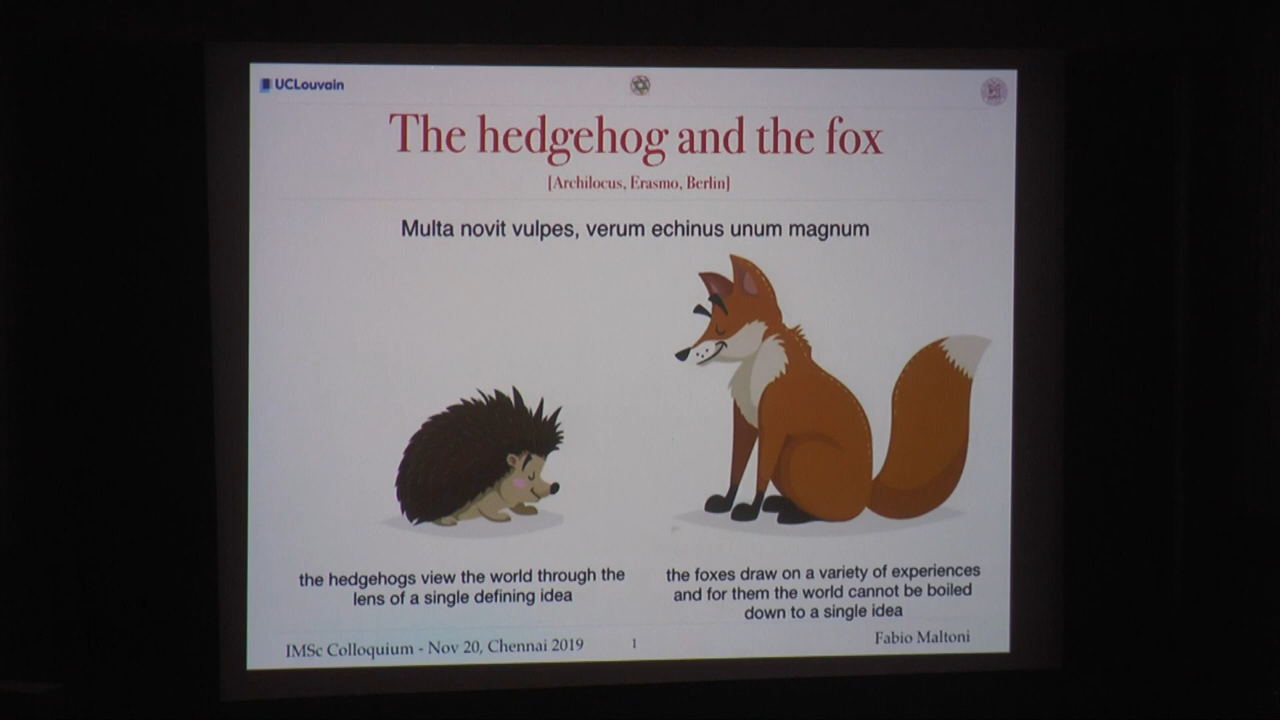 UCLouvain
The hedgehog and the fox
[Archilocus, Erasmo, Berlin]
Multa novit vulpes, verum echinus unum magnum
the hedgehogs view the world through the
lens of a single defining idea
the foxes draw on a variety of experiences
and for them the world cannot be boiled
down to a single idea
IMSc Colloquium - Nov 20, Chennai 2019
1
Fabio Maltoni